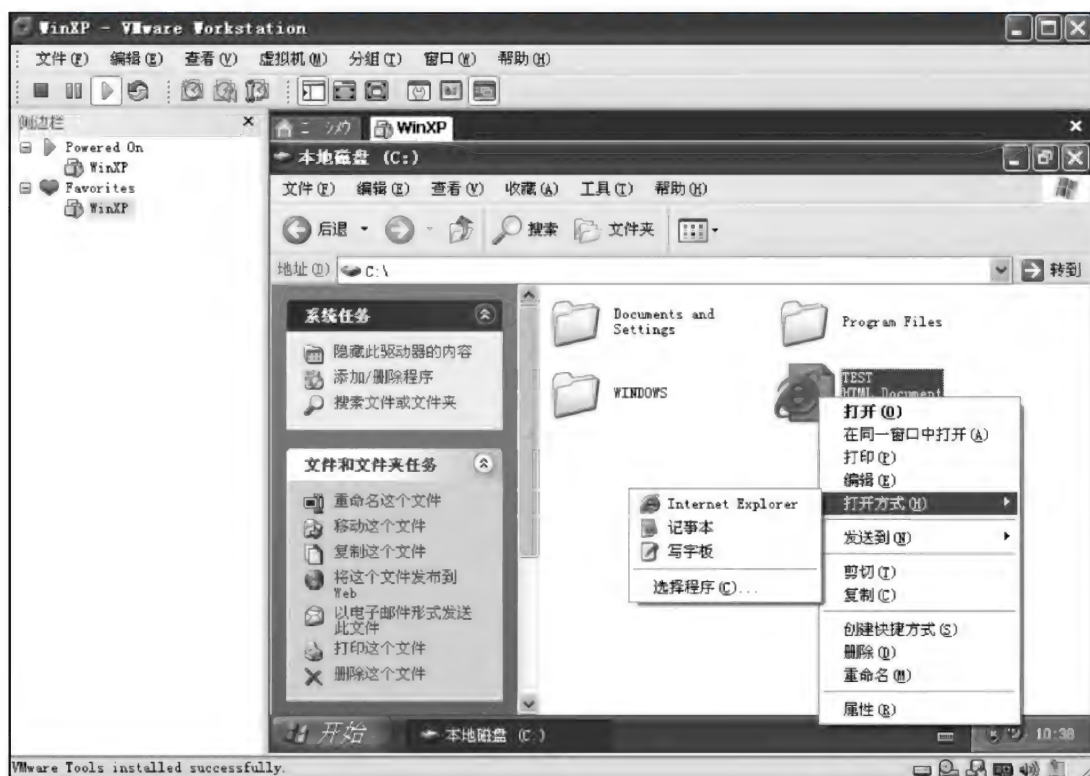 WinXP - VMware Workstation
文件(F) 编辑(E) 查看(V) 虚拟机(M) 分组(T) 窗口(W) 帮助(H)
侧边栏
Powered On
WinXP
Favorites
WinXP
WinXP
本地磁盘 (C:)
文件(F) 编辑(E) 查看(V) 收藏(A) 工具(T) 帮助(H)
后退 搜索 文件夹
地址(D) C:\ 转到
系统任务
隐藏此驱动器的内容
添加/删除程序
搜索文件或文件夹
文件和文件夹任务
重命名这个文件
移动这个文件
复制这个文件
将这个文件发布到
Web
以电子邮件形式发送
此文件
打印这个文件
删除这个文件
Documents and
Settings
Program Files
WINDOWS
TEST
HTML Document
打开(O)
在同一窗口中打开(A)
打印(P)
编辑(E)
打开方式(H)
Internet Explorer
记事本
写字板
选择程序(C)...
发送到(N)
剪切(T)
复制(C)
创建快捷方式(S)
删除(D)
重命名(M)
属性(R)
开始 本地磁盘 (C:) 10:38
VMware Tools installed successfully.